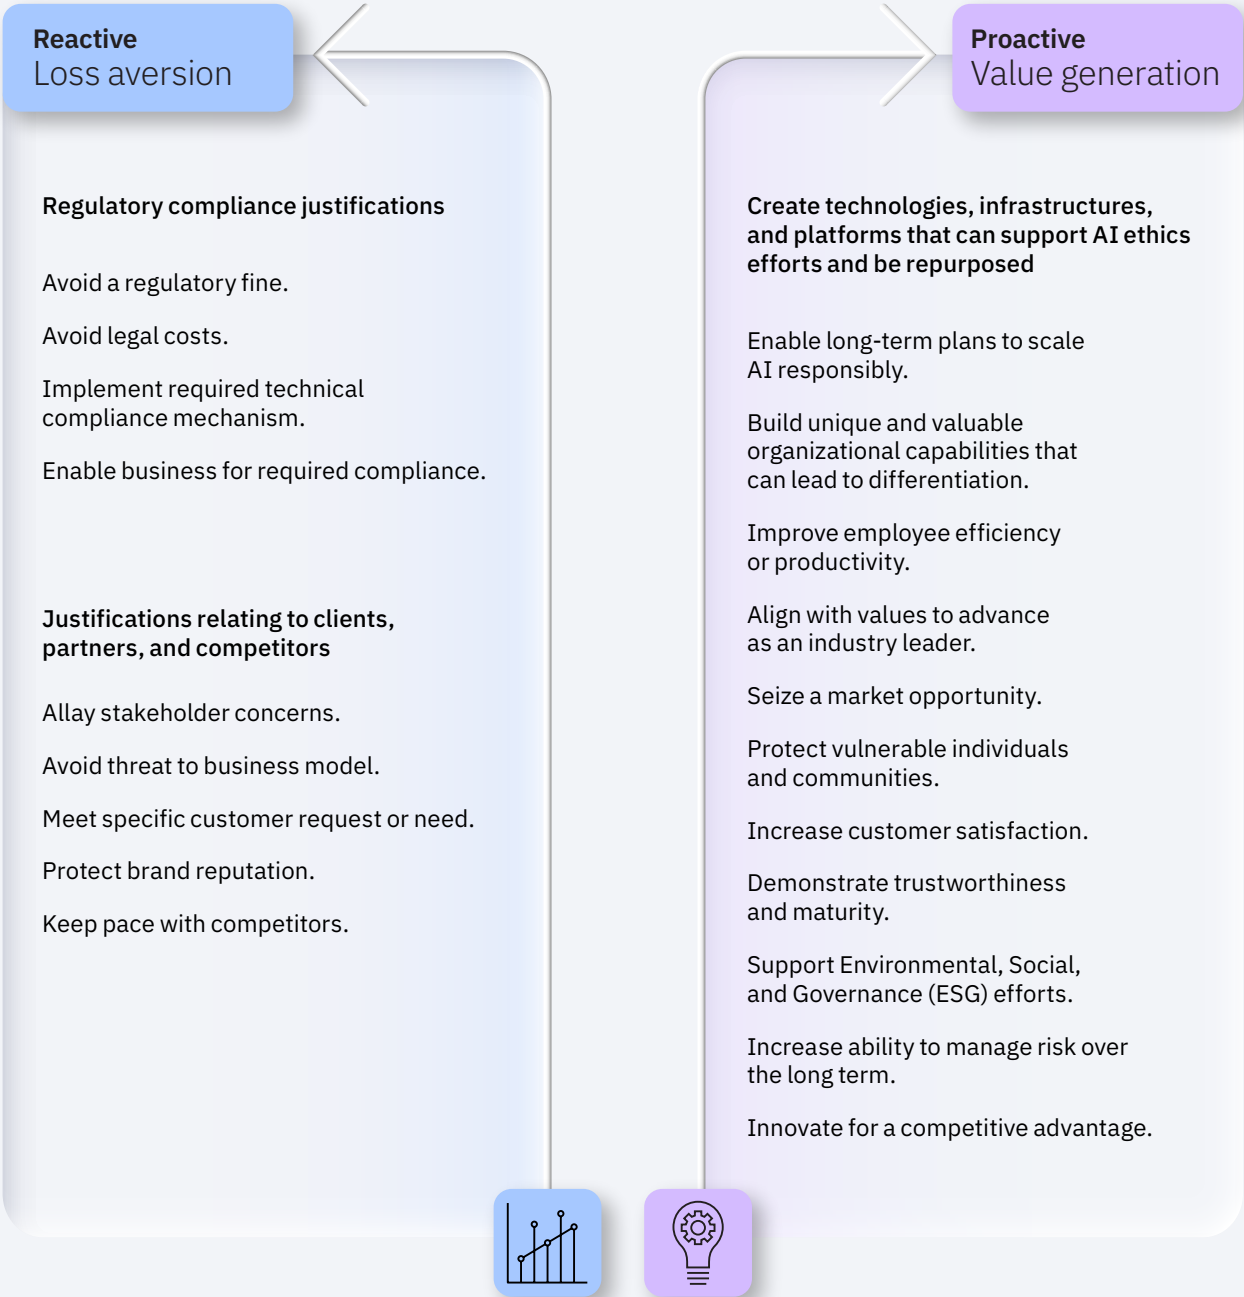 Reactive
Loss aversion
Regulatory compliance justifications
Avoid a regulatory fine.
Avoid legal costs.
Implement required technical
compliance mechanism.
Enable business for required compliance.
Justifications relating to clients,
partners, and competitors
Allay stakeholder concerns.
Avoid threat to business model.
Meet specific customer request or need.
Protect brand reputation.
Keep pace with competitors.
Proactive
Value generation
Create technologies, infrastructures,
and platforms that can support AI ethics
efforts and be repurposed
Enable long-term plans to scale
AI responsibly.
Build unique and valuable
organizational capabilities that
can lead to differentiation.
Improve employee efficiency
or productivity.
Align with values to advance
as an industry leader.
Seize a market opportunity.
Protect vulnerable individuals
and communities.
Increase customer satisfaction.
Demonstrate trustworthiness
and maturity.
Support Environmental, Social,
and Governance (ESG) efforts.
Increase ability to manage risk over
the long term.
Innovate for a competitive advantage.